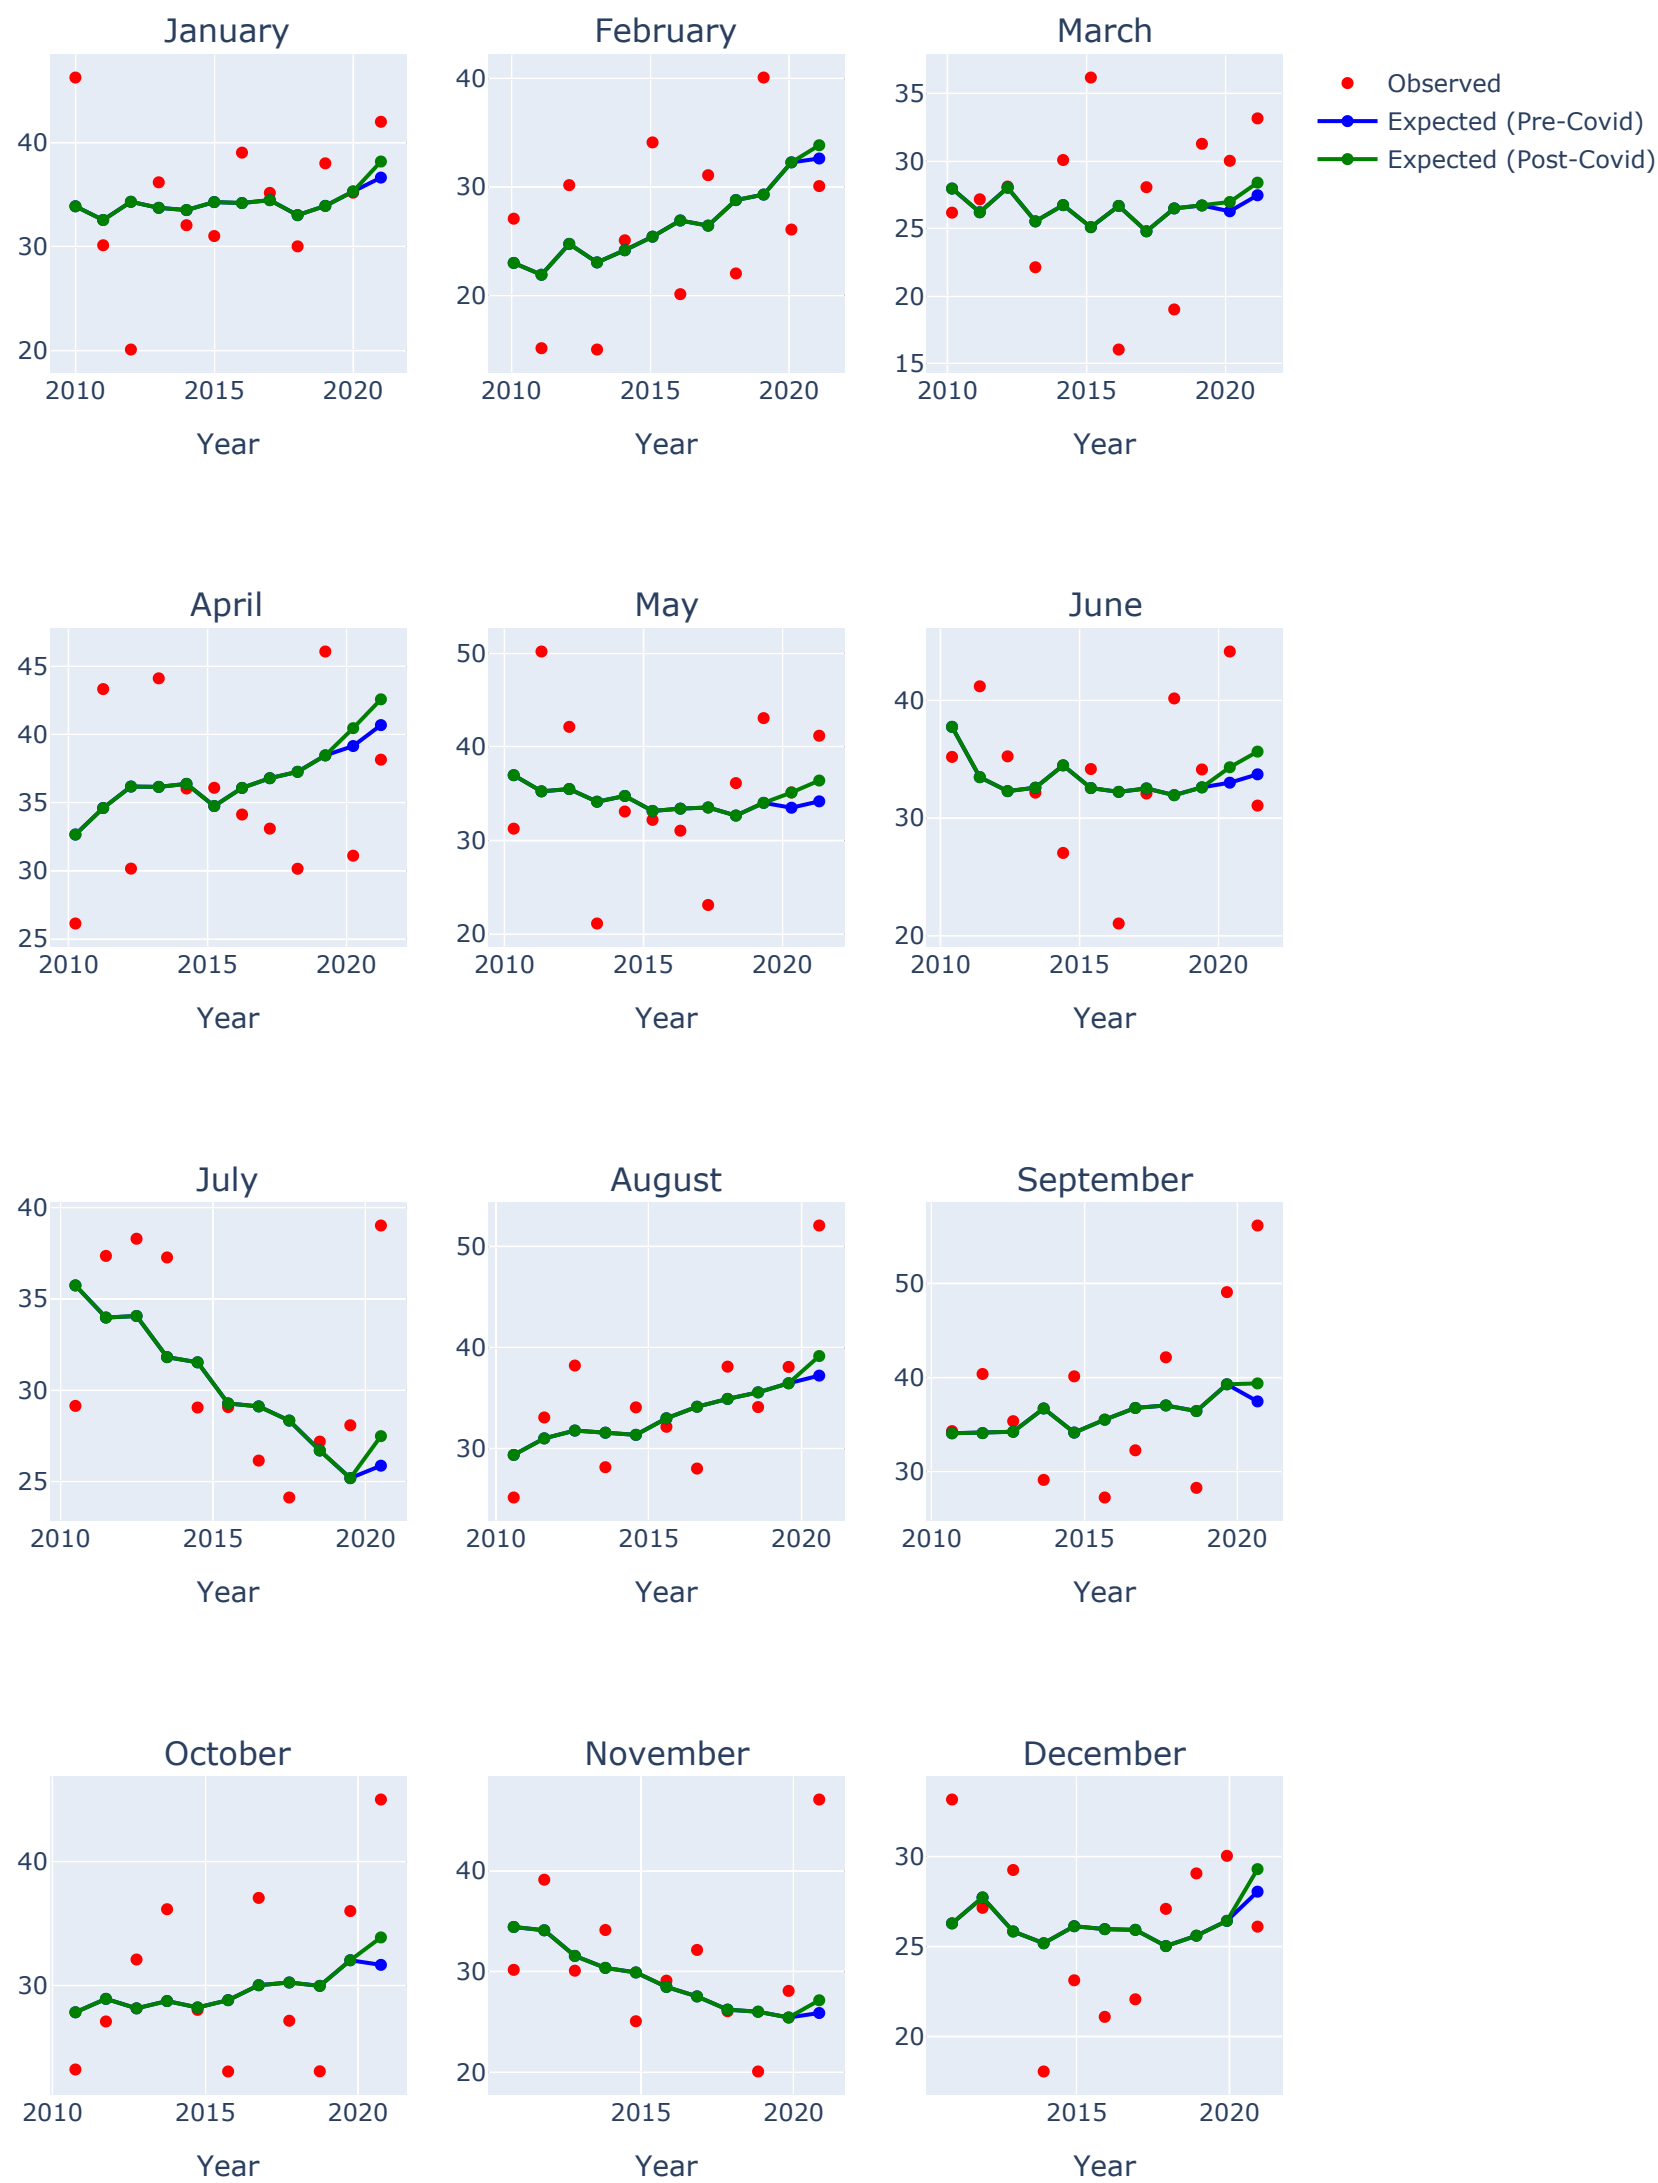 January
February
March
40
30
20
2010
2015
2020
Year
40
30
20
2010
2015
2020
Year
35
30
25
20
15
2010
2015
2020
Year
Observed
Expected (Pre-Covid)
Expected (Post-Covid)
April
May
June
45
40
35
30
25
2010
2015
2020
Year
50
40
30
20
2010
2015
2020
Year
40
30
20
2010
2015
2020
Year
July
August
September
40
35
30
25
2010
2015
2020
Year
50
40
30
2010
2015
2020
Year
50
40
30
2010
2015
2020
Year
October
November
December
40
30
2010
2015
2020
Year
40
30
20
2015
2020
Year
30
25
20
2015
2020
Year